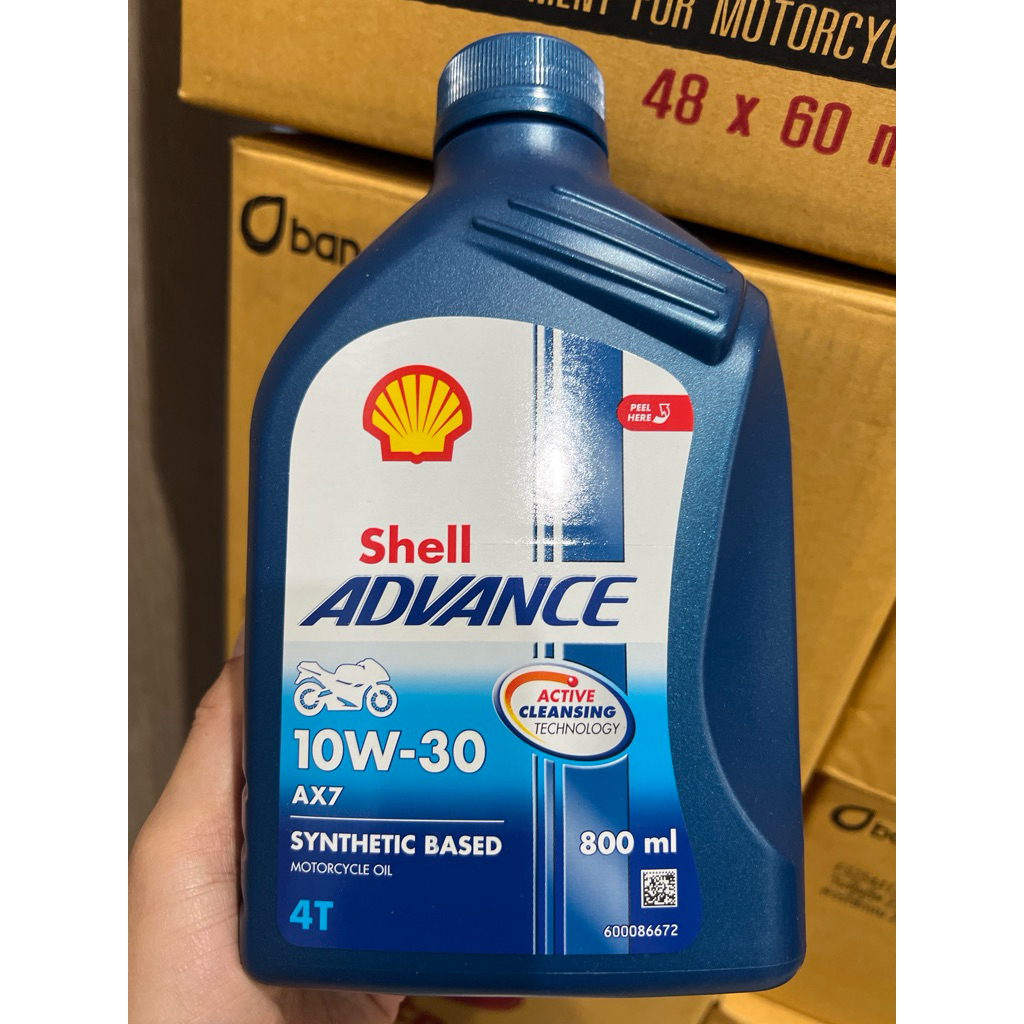 FOR MOTORCYC
48 x 60 m
ban
PEEL
HERE
Shell
ADVANCE
ACTIVE
CLEANSING
TECHNOLOGY
10W-30
AX7
SYNTHETIC BASED
MOTORCYCLE OIL
800 ml
4T
600086672